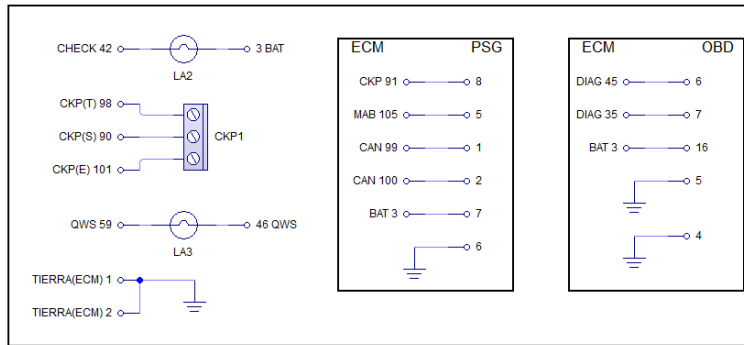 CHECK 42
3 BAT
LA2
CKP(T) 98
CKP(S) 90
CKP1
CKP(E) 101
QWS 59
46 QWS
LA3
TIERRA(ECM) 1
TIERRA(ECM) 2
ECM PSG
CKP 91 8
MAB 105 5
CAN 99 1
CAN 100 2
BAT 3 7
6
ECM OBD
DIAG 45 6
DIAG 35 7
BAT 3 16
5
4